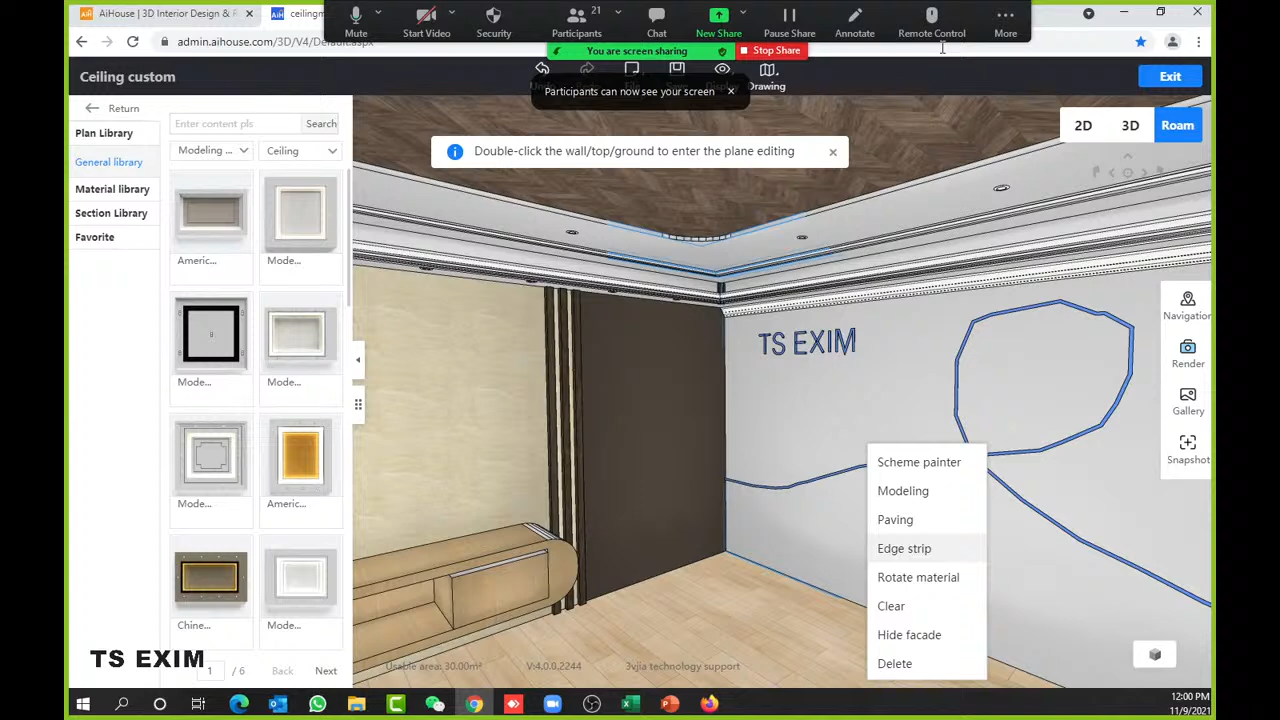 AiHouse | 3D Interior Design & F
ceilingm
21
Mute
Start Video
Security
Participants
Chat
New Share
Pause Share
Annotate
Remote Control
More
admin.aihouse.com/3D/V4/Default.aspx
You are screen sharing
Stop Share
Ceiling custom
Drawing
Exit
Participants can now see your screen
Return
Plan Library
General library
Material library
Section Library
Favorite
Enter content pls
Search
Modeling ...
Ceiling
Americ...
Mode...
Mode...
Mode...
Mode...
Americ...
Chine...
Mode...
1
/ 6
Back
Next
Double-click the wall/top/ground to enter the plane editing
2D
3D
Roam
TS EXIM
Scheme painter
Modeling
Paving
Edge strip
Rotate material
Clear
Hide facade
Delete
Navigation
Render
Gallery
Snapshot
TS EXIM
Usable area: 30.00m²
V:4.0.0.2244
3vjia technology support
12:00 PM
11/9/2021